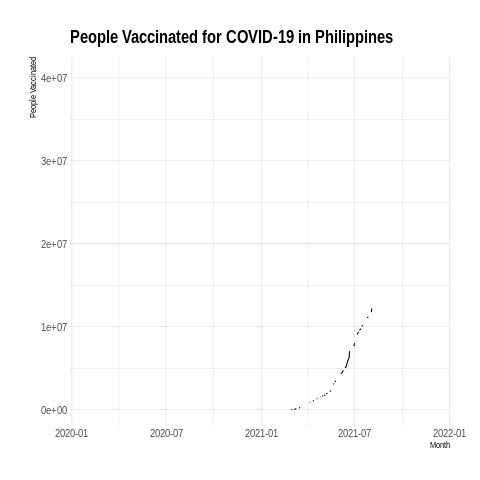 People Vaccinated for COVID-19 in Philippines
People Vaccinated
4e+07
3e+07
2e+07
1e+07
0e+00
2020-01 2020-07 2021-01 2021-07 2022-01
Month